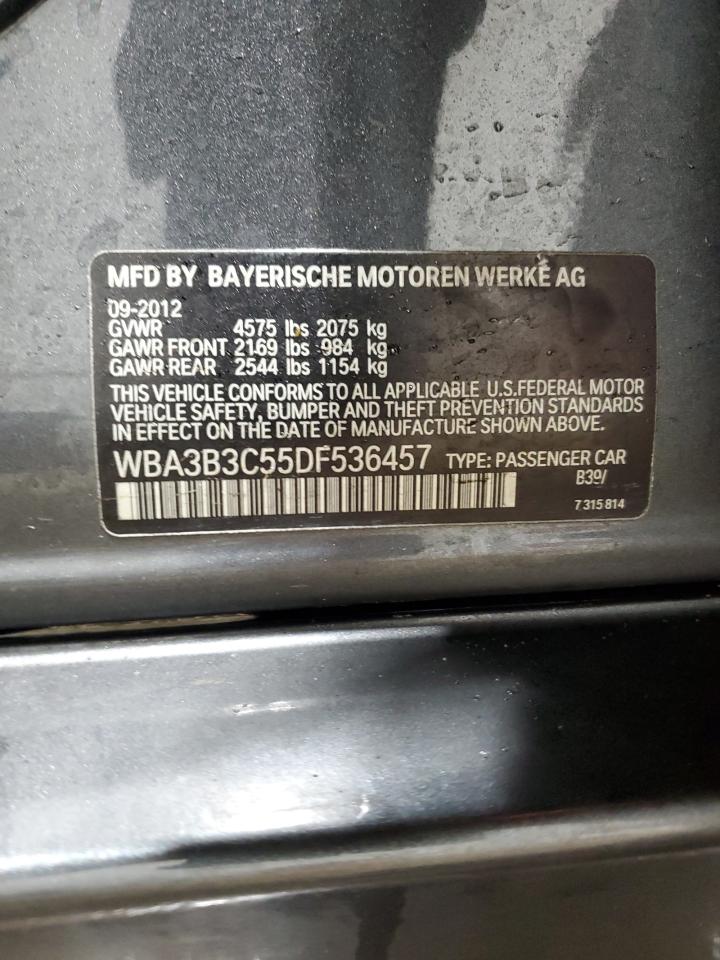 MFD BY BAYERISCHE MOTOREN WERKE AG
09-2012
GVWR 4575 lbs 2075 kg
GAWR FRONT 2169 lbs 984 kg
GAWR REAR 2544 lbs 1154 kg
THIS VEHICLE CONFORMS TO ALL APPLICABLE U.S.FEDERAL MOTOR
VEHICLE SAFETY, BUMPER AND THEFT PREVENTION STANDARDS
IN EFFECT ON THE DATE OF MANUFACTURE SHOWN ABOVE.
WBA3B3C55DF536457 TYPE: PASSENGER CAR
B39/
7 315 814